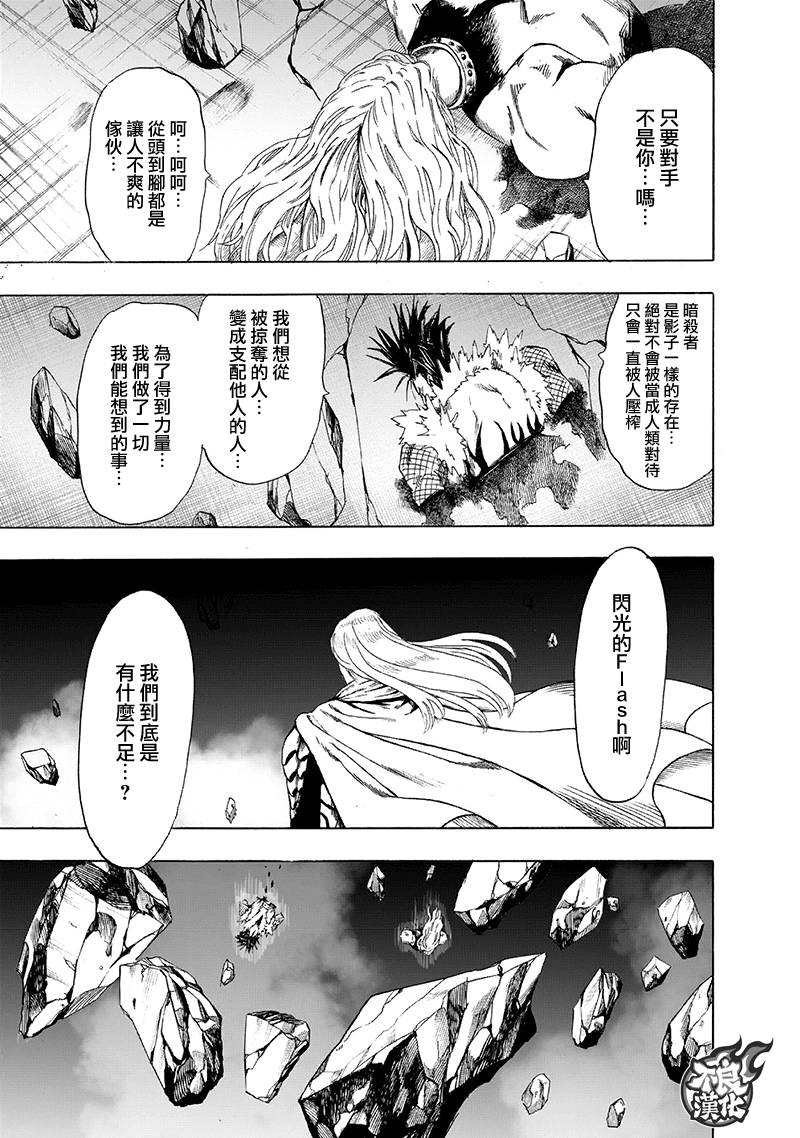 只要對手
不是你…嗎…
呵…呵呵…
從頭到腳都是
讓人不爽的
傢伙…
暗殺者
是影子一樣的存在…
絕對不會被當成人類對待
只會一直被人壓榨
我們想從
被掠奪的人…
變成支配他人的人…
為了得到力量…
我們做了一切
我們能想到的事…
閃光的Flash啊
我們到底是
有什麼不足…?
不浪
漢化